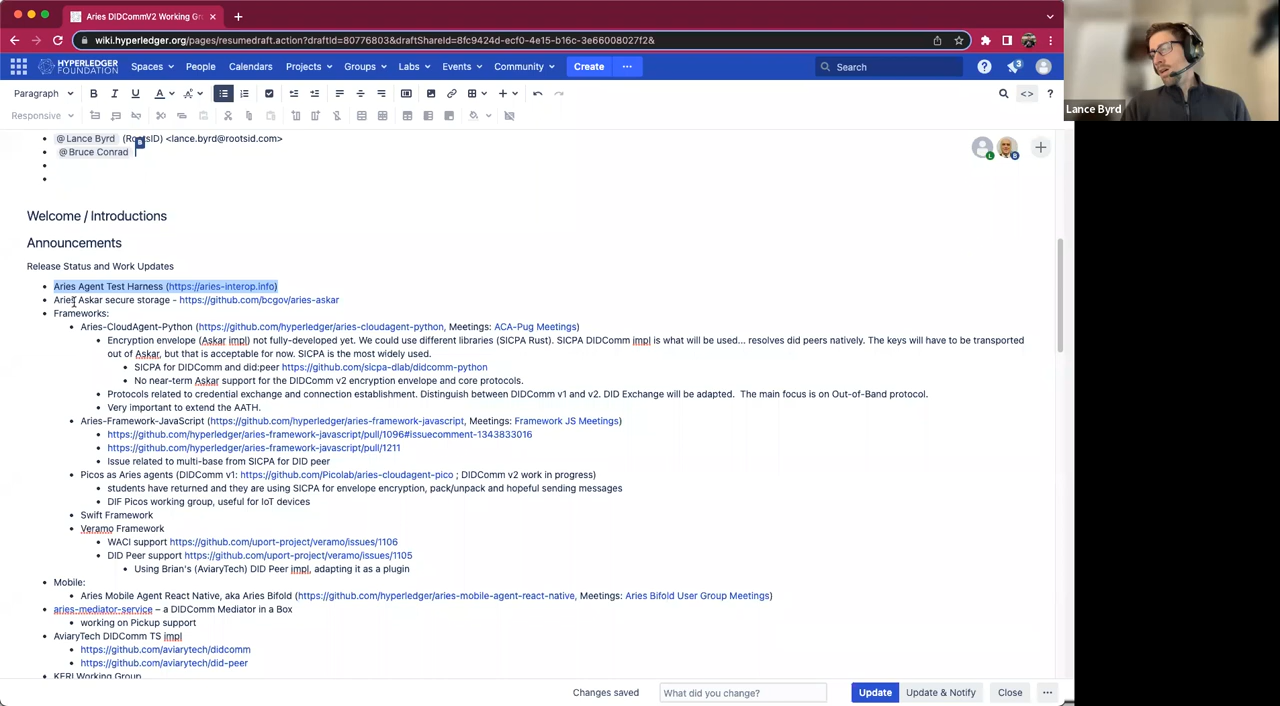 Aries DIDCommV2 Working Gr
wiki.hyperledger.org/pages/resumedraft.action?draftId=80776803&draftShareId=8fc9424d-ecf0-4e15-b16c-3e66008027f2&
HYPERLEDGER FOUNDATION Spaces People Calendars Projects Groups Labs Events Community Create Search 3
Paragraph B I U A
Responsive
@Lance Byrd (RootsID) <lance.byrd@rootsid.com>
@Bruce Conrad
Welcome / Introductions
Announcements
Release Status and Work Updates
Aries Agent Test Harness (https://aries-interop.info)
Aries Askar secure storage - https://github.com/bcgov/aries-askar
Frameworks:
Aries-CloudAgent-Python (https://github.com/hyperledger/aries-cloudagent-python, Meetings: ACA-Pug Meetings)
Encryption envelope (Askar impl) not fully-developed yet. We could use different libraries (SICPA Rust). SICPA DIDComm impl is what will be used... resolves did peers natively. The keys will have to be transported
out of Askar, but that is acceptable for now. SICPA is the most widely used.
SICPA for DIDComm and did:peer https://github.com/sicpa-dlab/didcomm-python
No near-term Askar support for the DIDComm v2 encryption envelope and core protocols.
Protocols related to credential exchange and connection establishment. Distinguish between DIDComm v1 and v2. DID Exchange will be adapted. The main focus is on Out-of-Band protocol.
Very important to extend the AATH.
Aries-Framework-JavaScript (https://github.com/hyperledger/aries-framework-javascript, Meetings: Framework JS Meetings)
https://github.com/hyperledger/aries-framework-javascript/pull/1096#issuecomment-1343833016
https://github.com/hyperledger/aries-framework-javascript/pull/1211
Issue related to multi-base from SICPA for DID peer
Picos as Aries agents (DIDComm v1: https://github.com/Picolab/aries-cloudagent-pico ; DIDComm v2 work in progress)
students have returned and they are using SICPA for envelope encryption, pack/unpack and hopeful sending messages
DIF Picos working group, useful for IoT devices
Swift Framework
Veramo Framework
WACI support https://github.com/uport-project/veramo/issues/1106
DID Peer support https://github.com/uport-project/veramo/issues/1105
Using Brian's (AviaryTech) DID Peer impl, adapting it as a plugin
Mobile:
Aries Mobile Agent React Native, aka Aries Bifold (https://github.com/hyperledger/aries-mobile-agent-react-native, Meetings: Aries Bifold User Group Meetings)
aries-mediator-service – a DIDComm Mediator in a Box
working on Pickup support
AviaryTech DIDComm TS impl
https://github.com/aviarytech/didcomm
https://github.com/aviarytech/did-peer
KERI Working Group
Changes saved What did you change? Update Update & Notify Close
Lance Byrd